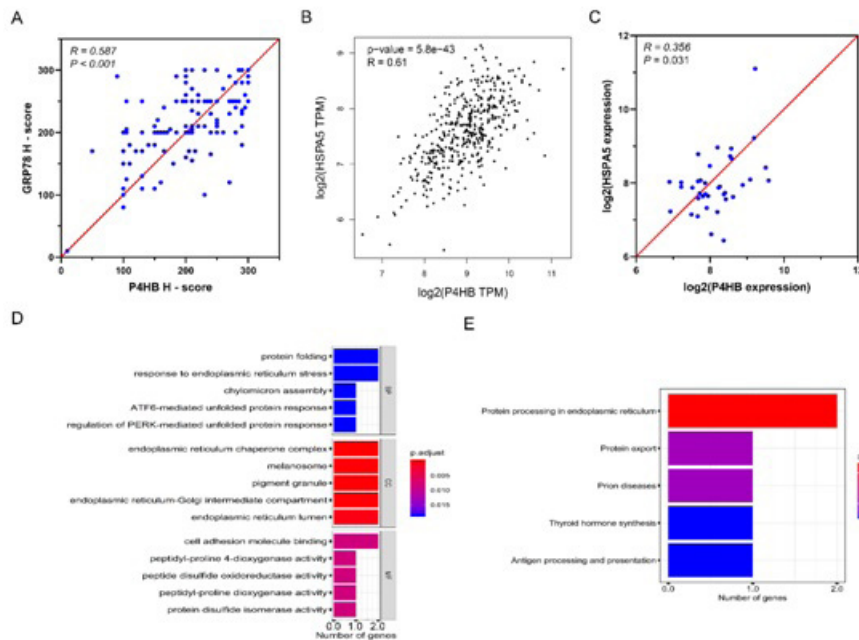 A
R = 0.587
P < 0.001
GRP78 H - score
400
300
200
100
0
0 100 200 300 400
P4HB H - score
B
p-value = 5.8e-43
R = 0.61
log2(HSPA5 TPM)
9
8
7
6
7 8 9 10 11
log2(P4HB TPM)
C
R = 0.356
P = 0.031
log2(HSPA5 expression)
12
10
8
6
6 8 10 12
log2(P4HB expression)
D
protein folding
response to endoplasmic reticulum stress
chylomicron assembly
ATF6-mediated unfolded protein response
regulation of PERK-mediated unfolded protein response
BP
endoplasmic reticulum chaperone complex
melanosome
pigment granule
endoplasmic reticulum-Golgi intermediate compartment
endoplasmic reticulum lumen
CC
cell adhesion molecule binding
peptidyl-proline 4-dioxygenase activity
peptide disulfide oxidoreductase activity
peptidyl-proline dioxygenase activity
protein disulfide isomerase activity
0.0 1.0 2.0
Number of genes
p.adjust
0.005
0.010
0.015
E
Protein processing in endoplasmic reticulum
Protein export
Prion diseases
Thyroid hormone synthesis
Antigen processing and presentation
0.0 1.0 2.0
Number of genes